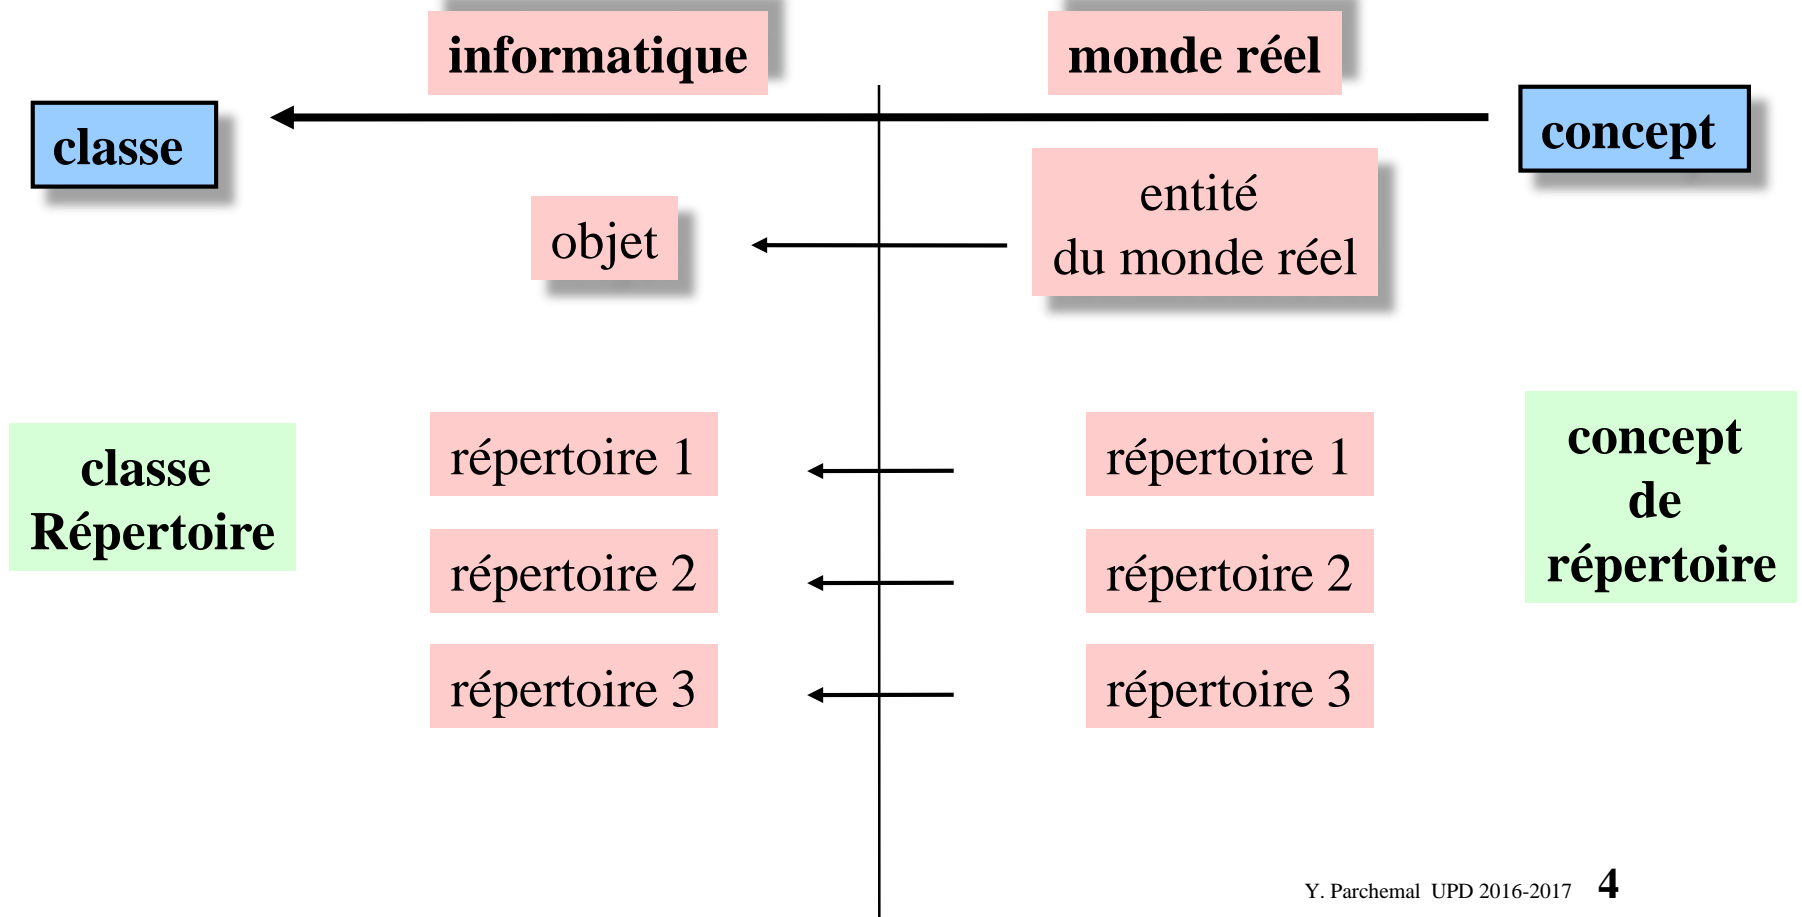 informatique
monde réel
classe
concept
objet
entité
du monde réel
classe
Répertoire
répertoire 1
répertoire 1
concept
de
répertoire
répertoire 2
répertoire 2
répertoire 3
répertoire 3
Y. Parchemal UPD 2016-2017 4